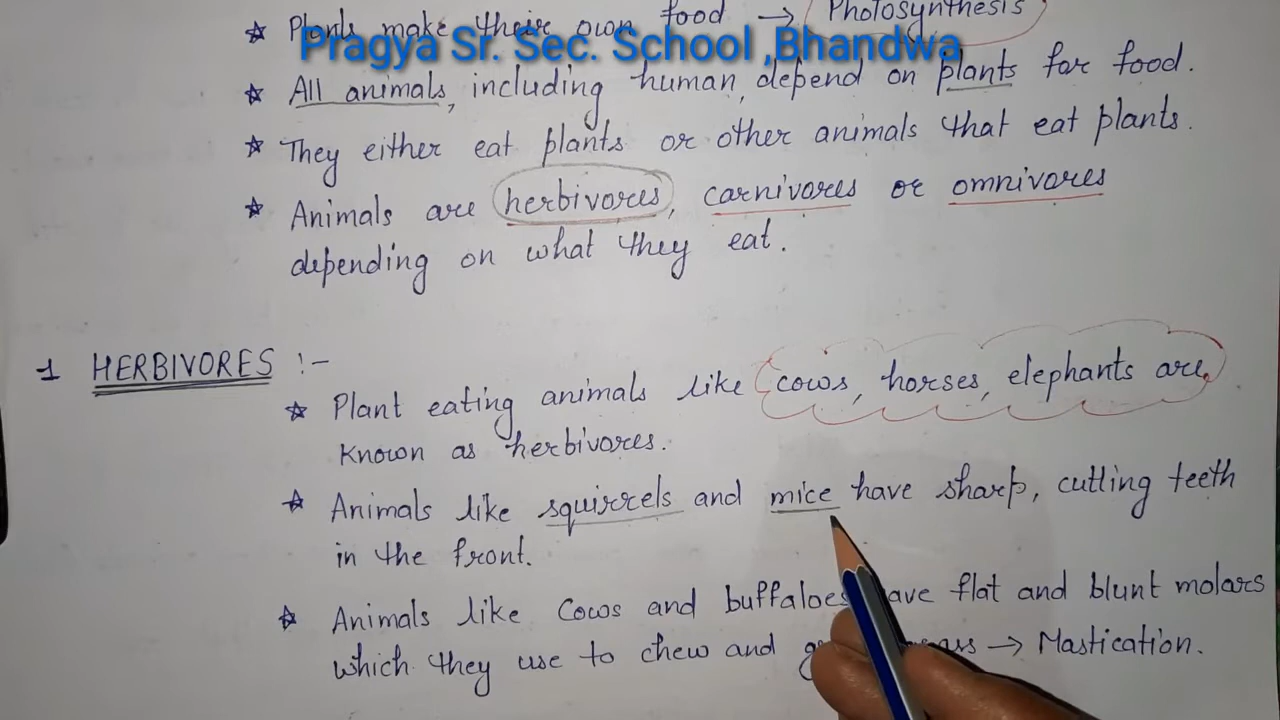 ☆ Plants make their own food → Photosynthesis
Pragya Sr. Sec. School ,Bhandwa
☆ All animals, including human, depend on plants for food.
☆ They either eat plants or other animals that eat plants.
☆ Animals are herbivores, carnivores or omnivores
depending on what they eat.
1 HERBIVORES :-
☆ Plant eating animals like cows, horses, elephants are
known as herbivores.
☆ Animals like squirrels and mice have sharp, cutting teeth
in the front.
☆ Animals like cows and buffaloes have flat and blunt molars
which they use to chew and → Mastication.